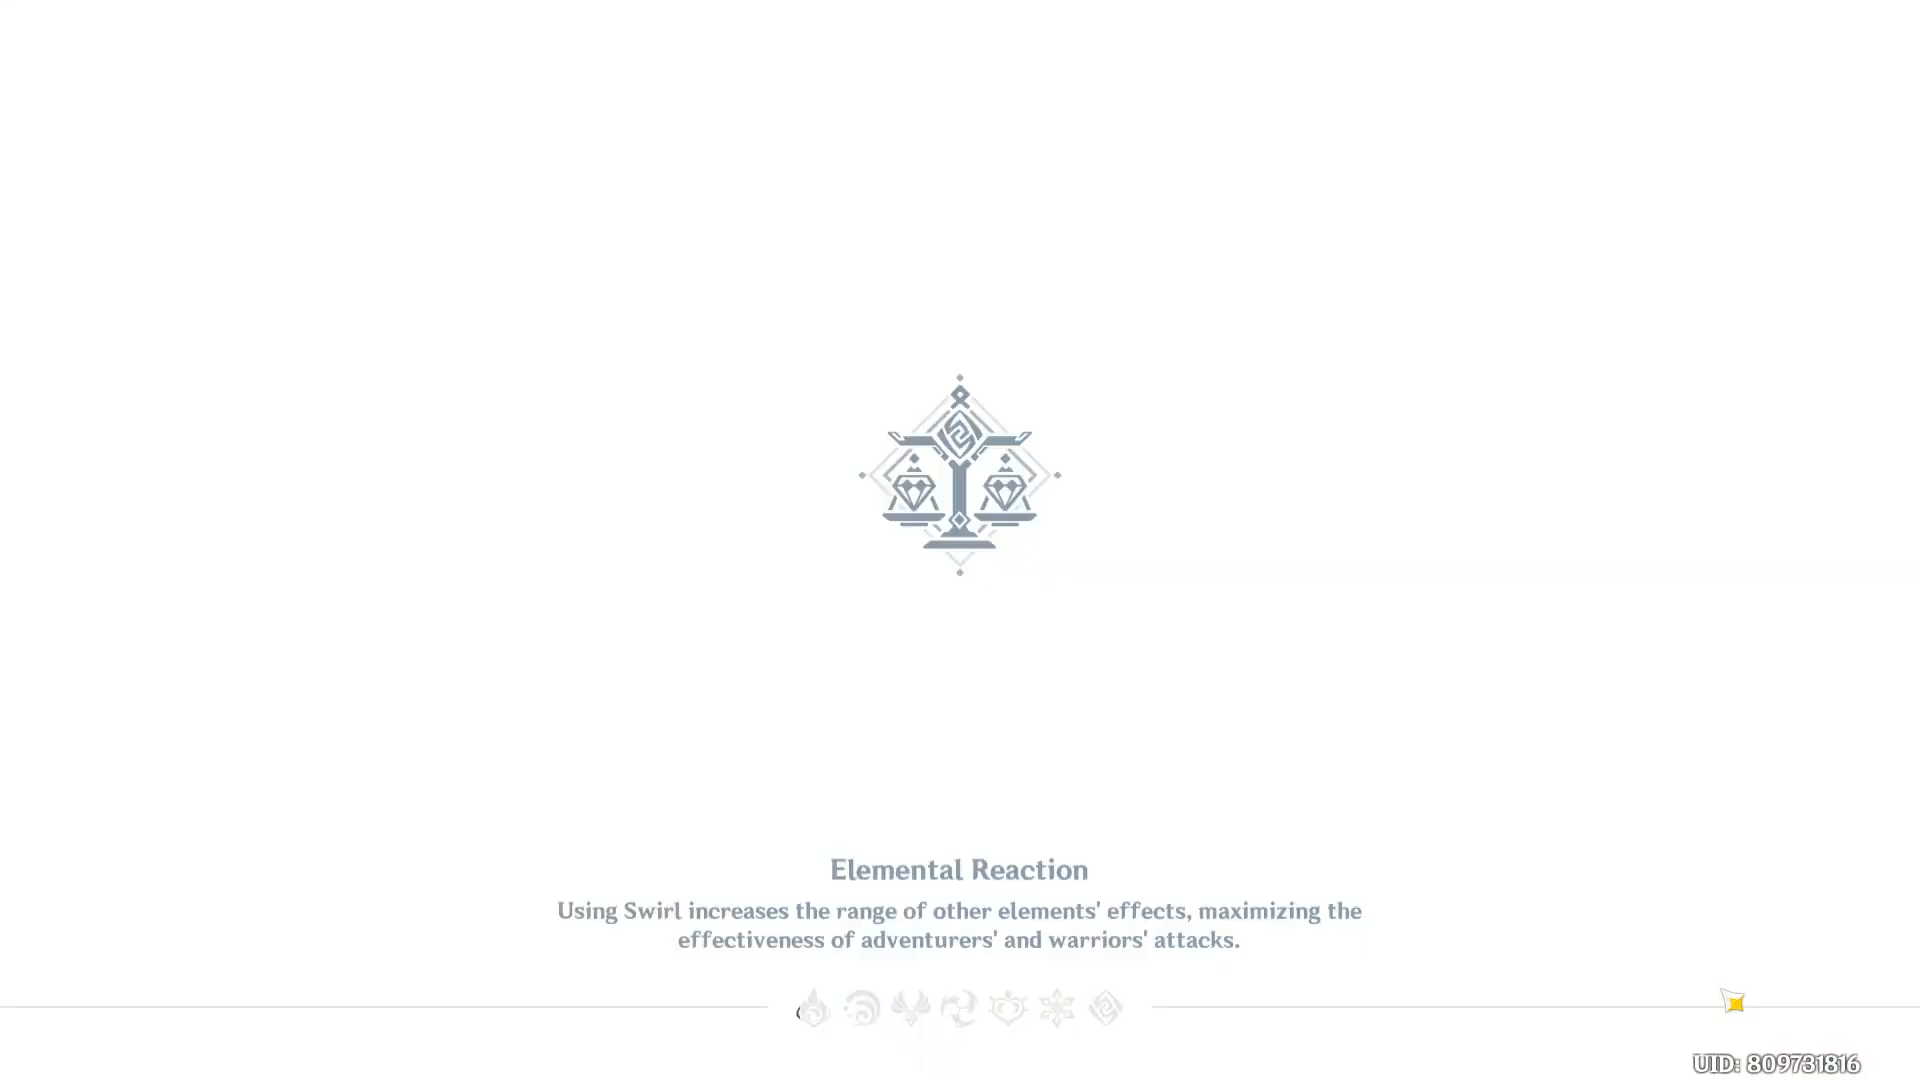 Elemental Reaction
Using Swirl increases the range of other elements' effects, maximizing the
effectiveness of adventurers' and warriors' attacks.
UID: 809731816